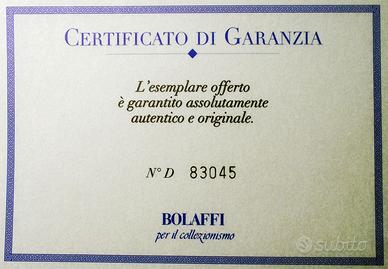 CERTIFICATO DI GARANZIA
L'esemplare offerto
è garantito assolutamente
autentico e originale.
N° D 83045
BOLAFFI
per il collezionismo
subito